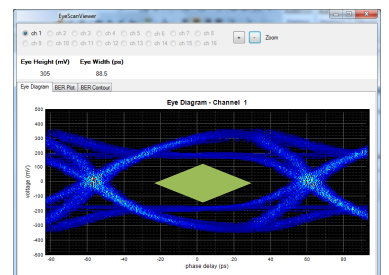 EyeScanViewer
ch 1 ch 2 ch 3 ch 4 ch 5 ch 6 ch 7 ch 8
ch 9 ch 10 ch 11 ch 12 ch 13 ch 14 ch 15 ch 16
+ - Zoom
Eye Height (mV) Eye Width (ps)
305 88.5
Eye Diagram BER Plot BER Contour
Eye Diagram - Channel 1
500
400
300
200
100
0
-100
-200
-300
-400
-500
voltage (mV)
-80 -60 -40 -20 0 20 40 60 80
phase delay (ps)